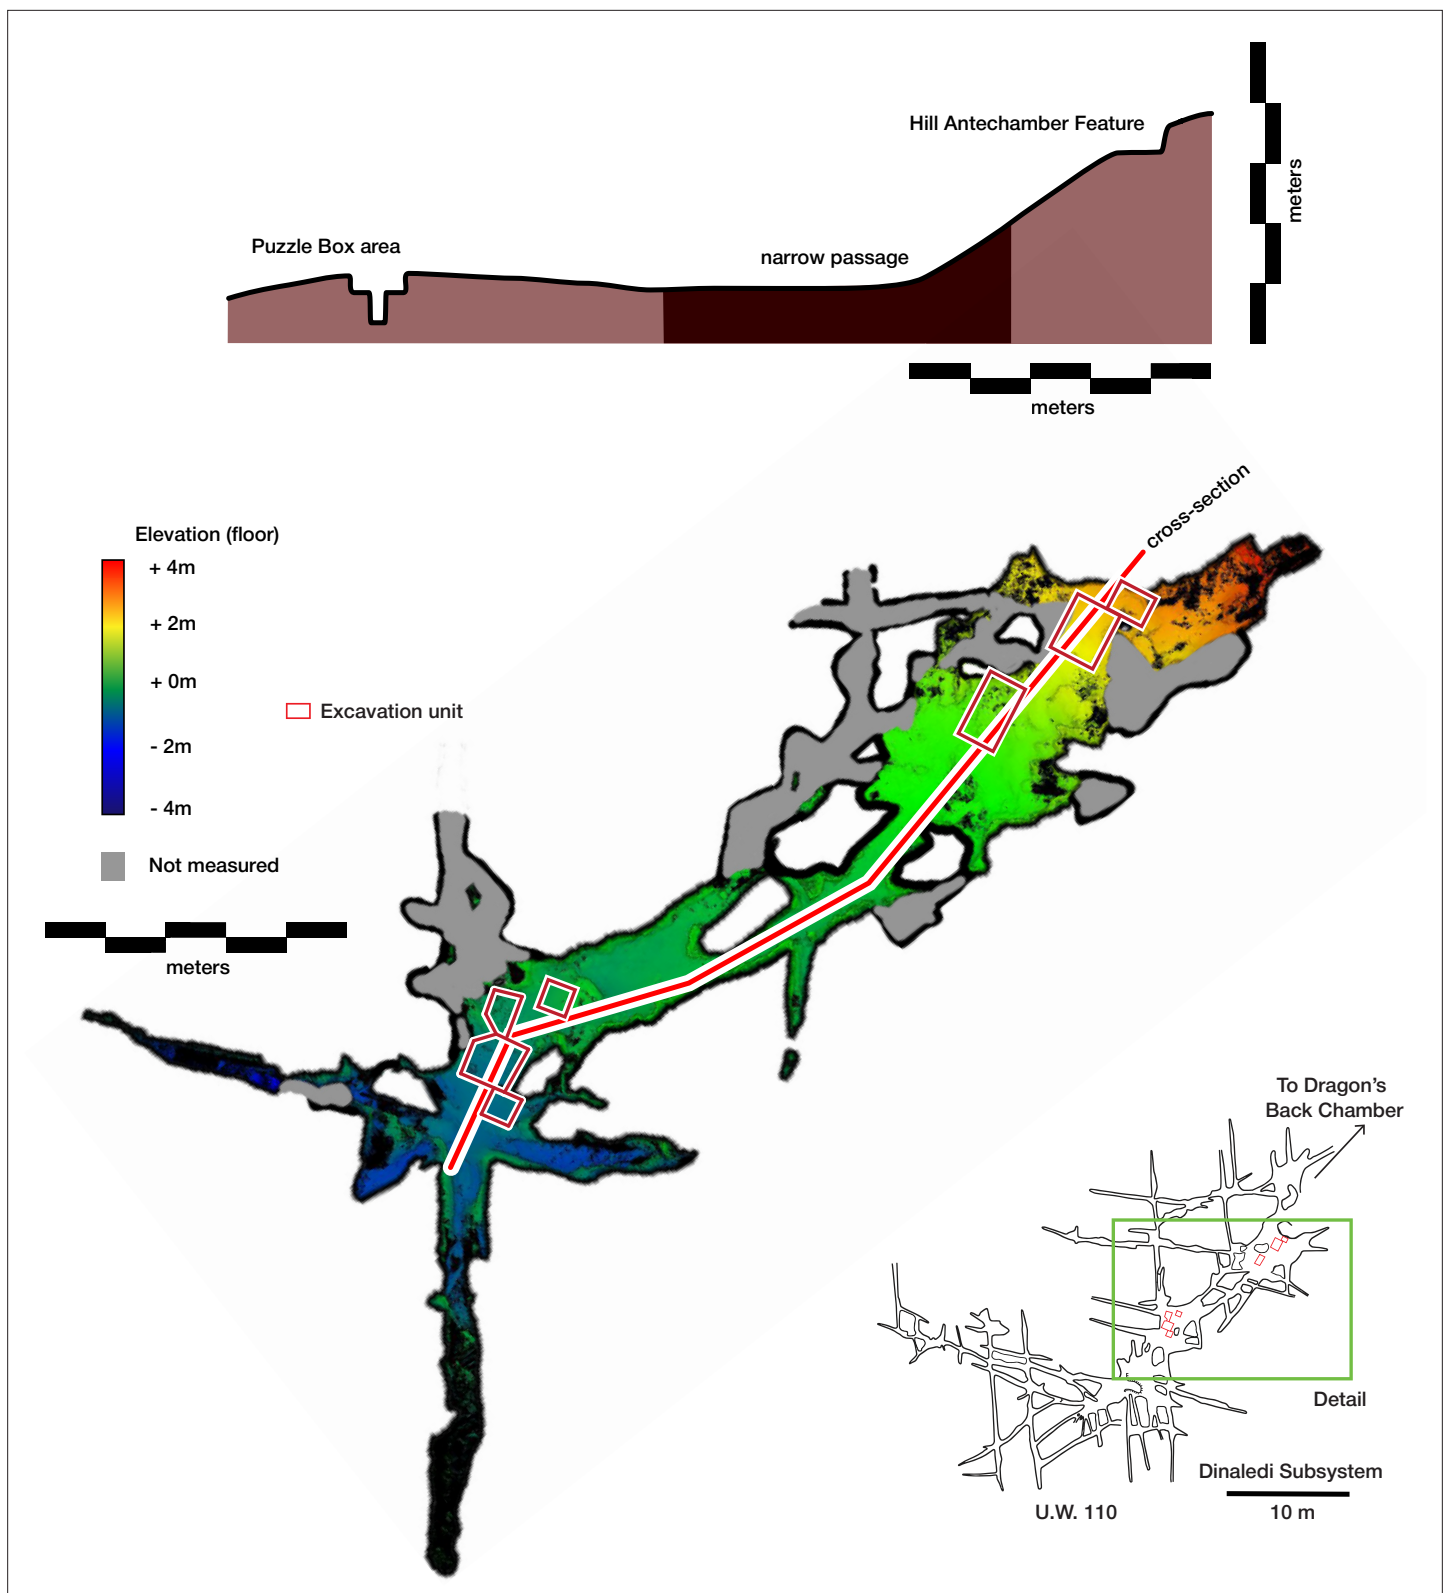 Hill Antechamber Feature
meters
Puzzle Box area
narrow passage
meters
cross-section
Elevation (floor)
+ 4m
+ 2m
+ 0m
- 2m
- 4m
Excavation unit
Not measured
meters
To Dragon's
Back Chamber
Detail
Dinaledi Subsystem
U.W. 110
10 m